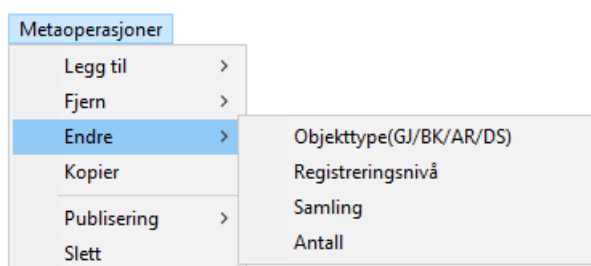 Metaoperasjoner
Legg til
Fjern
Endre
Kopier
Publisering
Slett
Objekttype(GJ/BK/AR/DS)
Registreringsnivå
Samling
Antall